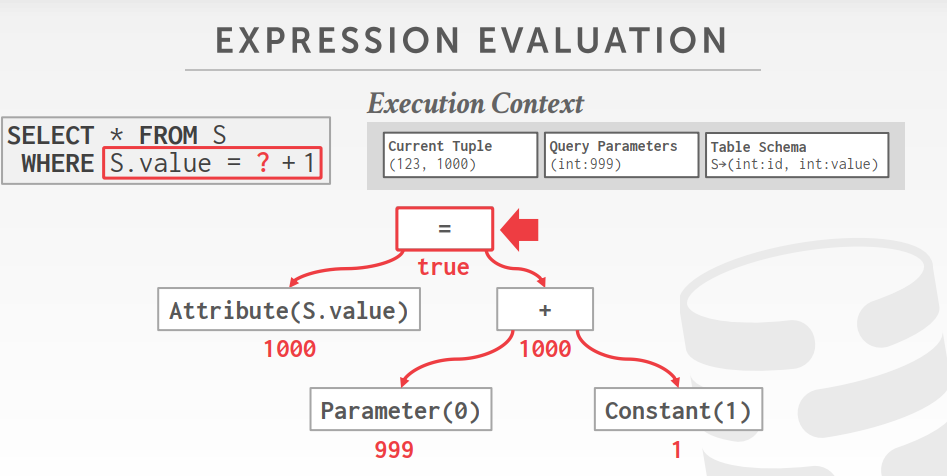 EXPRESSION EVALUATION
Execution Context
SELECT * FROM S
WHERE S.value = ? + 1
Current Tuple
(123, 1000)
Query Parameters
(int:999)
Table Schema
S→(int:id, int:value)
=
true
Attribute(S.value)
1000
+
1000
Parameter(0)
999
Constant(1)
1